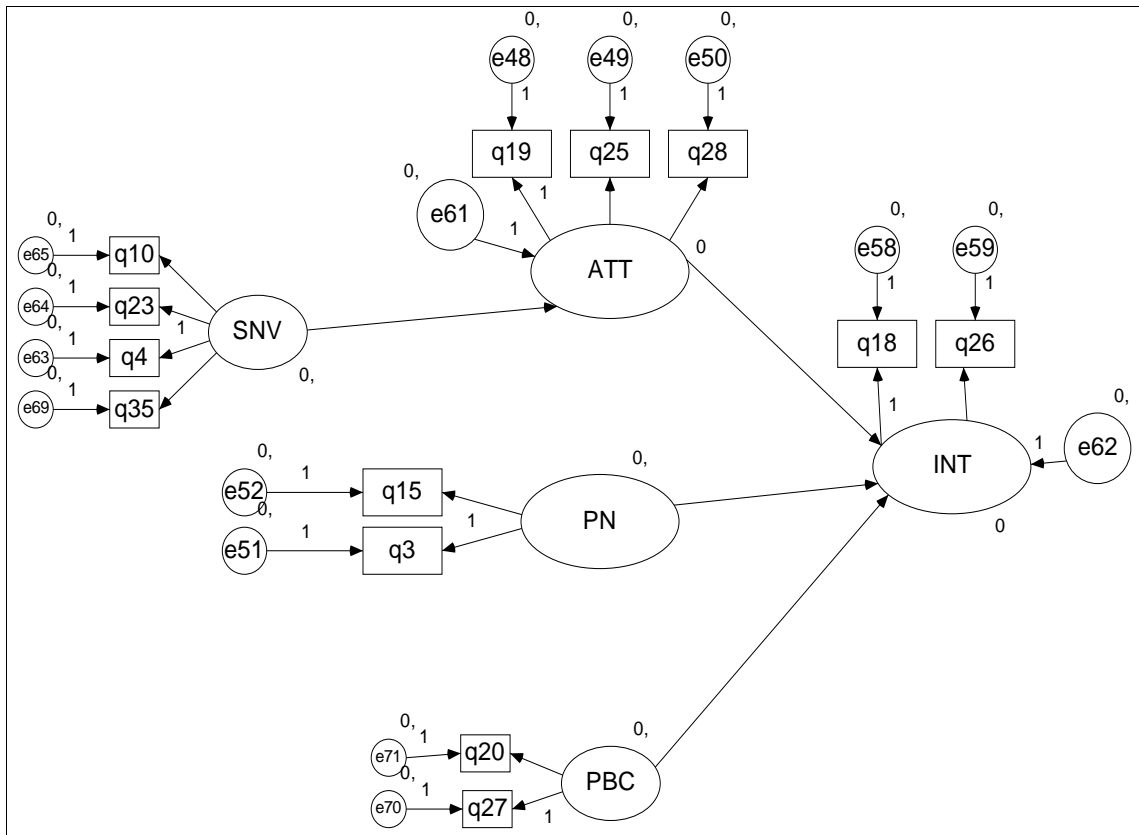 0, 0, 0,
e48 e49 e50
1 1 1
q19 q25 q28
0, 1
e61 1
ATT 0
0, 0,
e58 e59
1 1
q18 q26
1
INT
0
0,
1 e62
0,
e65 1 q10
0,
e64 1 q23
0,
e63 1 q4
0,
e69 1 q35
1
SNV
0,
0,
e52 1 q15
0,
e51 1 q3
1
PN
0,
0,
e71 1 q20
0,
e70 1 q27
1
PBC
0,